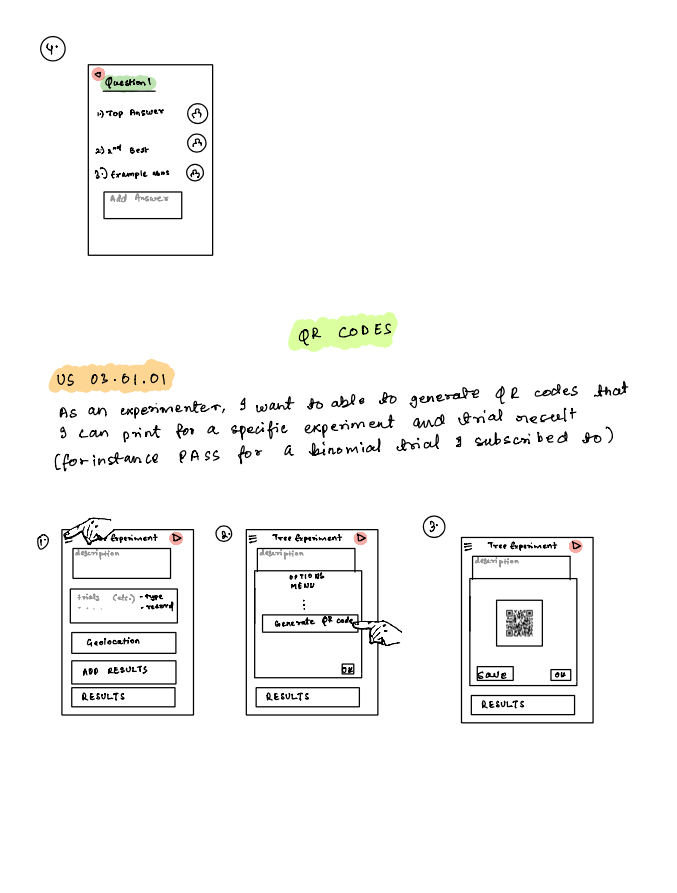 4.
Question 1
1.) Top Answer
2.) 2nd Best
3.) Example
Add Answer
QR CODES
US 03.01.01
As an experimenter, I want to able to generate QR codes that
I can print for a specific experiment and trial result
(for instance PASS for a binomial trial I subscribed to)
1.
Experiment
description
trials (etc.) - type
- record
Geolocation
ADD RESULTS
RESULTS
2.
Tree Experiment
description
OPTIONS
MENU
Generate QR code
OK
RESULTS
3.
Tree Experiment
description
Save
OK
RESULTS